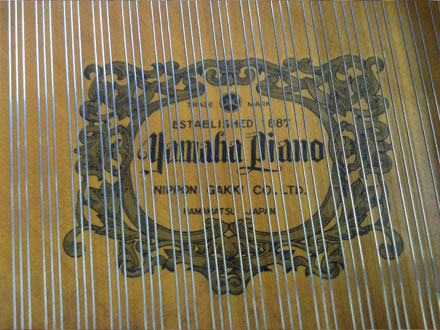 TRADE MARK
ESTABLISHED 1887
Yamaha Piano
NIPPON GAKKI CO., LTD.
HAMAMATSU, JAPAN